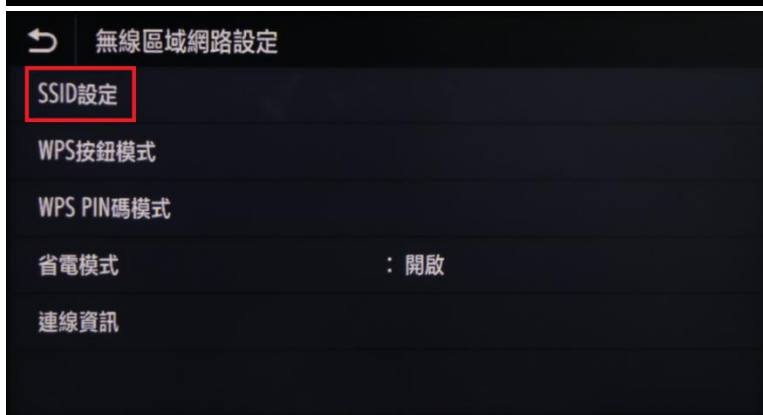 無線區域網路設定
SSID設定
WPS按鈕模式
WPS PIN碼模式
省電模式 : 開啟
連線資訊